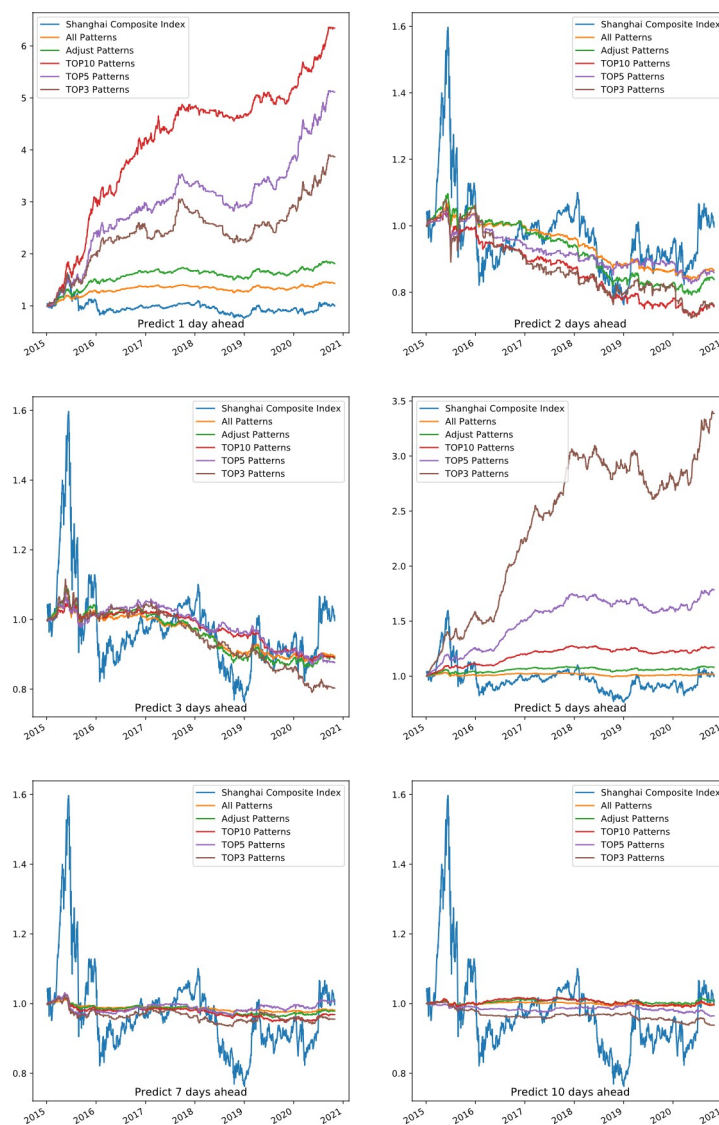 Shanghai Composite Index
All Patterns
Adjust Patterns
TOP10 Patterns
TOP5 Patterns
TOP3 Patterns
6
5
4
3
2
1
Predict 1 day ahead
2015 2016 2017 2018 2019 2020 2021
Shanghai Composite Index
All Patterns
Adjust Patterns
TOP10 Patterns
TOP5 Patterns
TOP3 Patterns
1.6
1.4
1.2
1.0
0.8
Predict 2 days ahead
2015 2016 2017 2018 2019 2020 2021
Shanghai Composite Index
All Patterns
Adjust Patterns
TOP10 Patterns
TOP5 Patterns
TOP3 Patterns
1.6
1.4
1.2
1.0
0.8
Predict 3 days ahead
2015 2016 2017 2018 2019 2020 2021
Shanghai Composite Index
All Patterns
Adjust Patterns
TOP10 Patterns
TOP5 Patterns
TOP3 Patterns
3.5
3.0
2.5
2.0
1.5
1.0
Predict 5 days ahead
2015 2016 2017 2018 2019 2020 2021
Shanghai Composite Index
All Patterns
Adjust Patterns
TOP10 Patterns
TOP5 Patterns
TOP3 Patterns
1.6
1.4
1.2
1.0
0.8
Predict 7 days ahead
2015 2016 2017 2018 2019 2020 2021
Shanghai Composite Index
All Patterns
Adjust Patterns
TOP10 Patterns
TOP5 Patterns
TOP3 Patterns
1.6
1.4
1.2
1.0
0.8
Predict 10 days ahead
2015 2016 2017 2018 2019 2020 2021